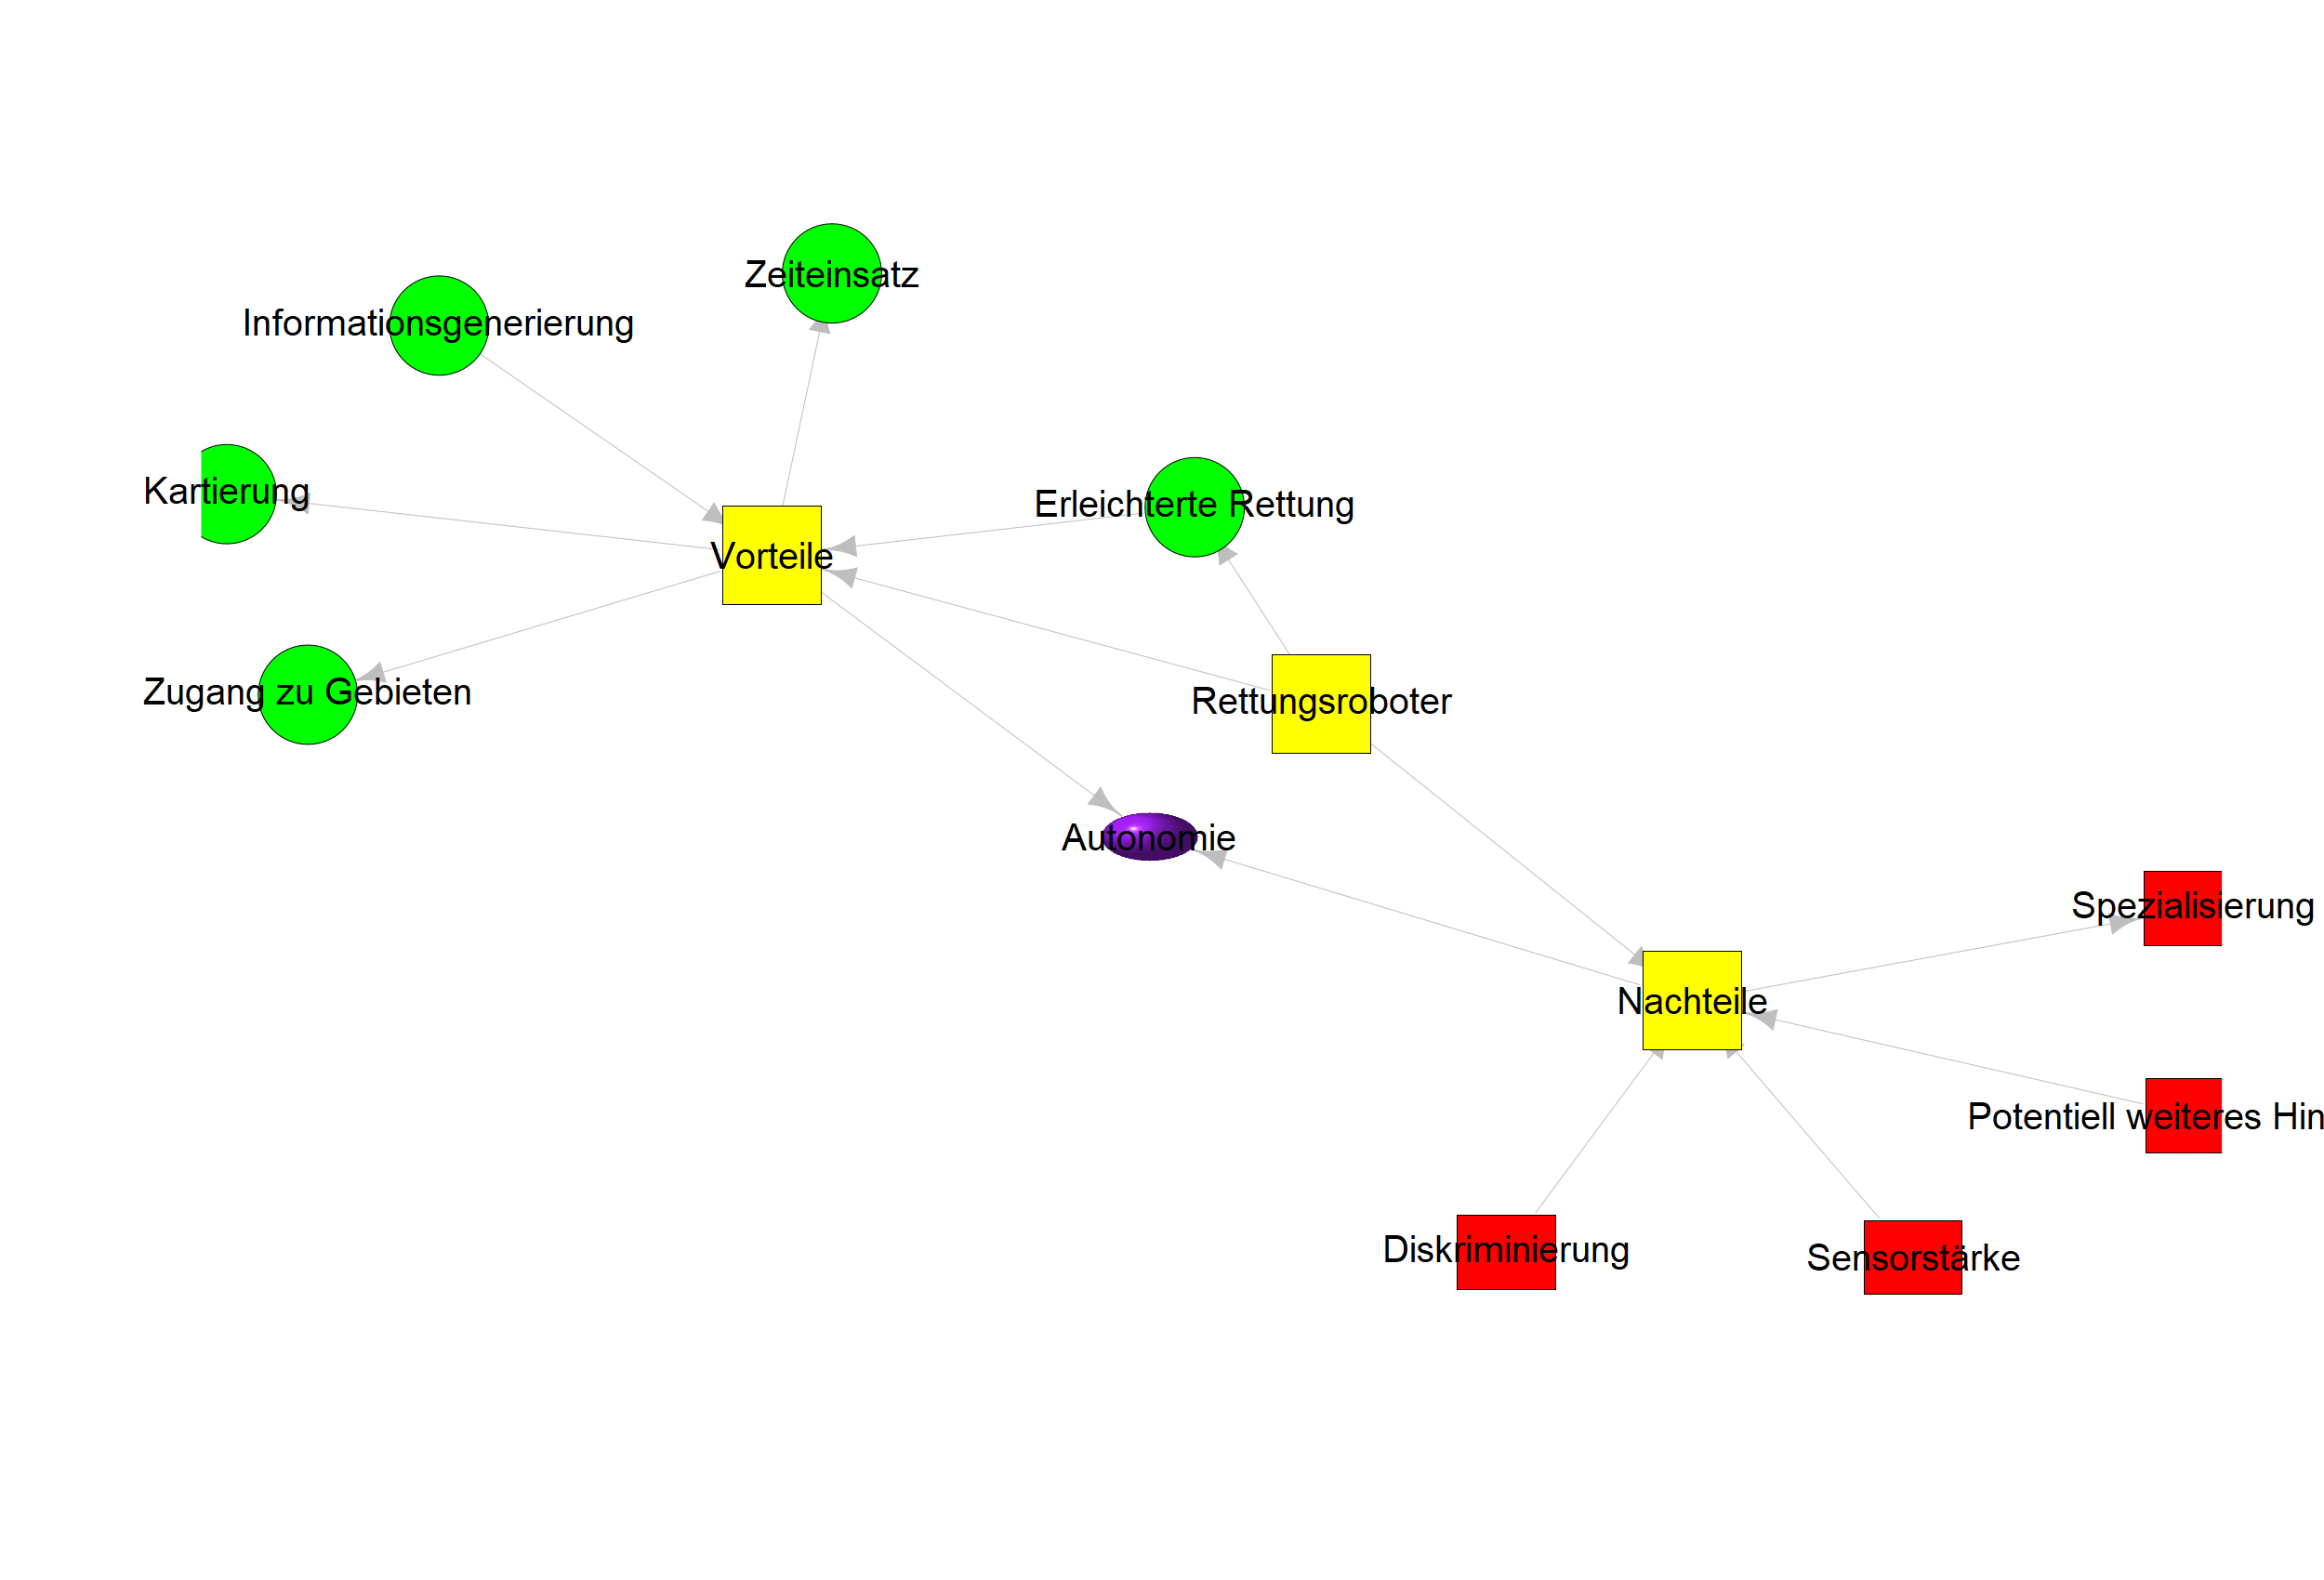 Zeiteinsatz
Informationsgenerierung
Kartierung
Erleichterte Rettung
Vorteile
Zugang zu Gebieten
Rettungsroboter
Autonomie
Spezialisierung
Nachteile
Potentiell weiteres Hin
Diskriminierung
Sensorstärke